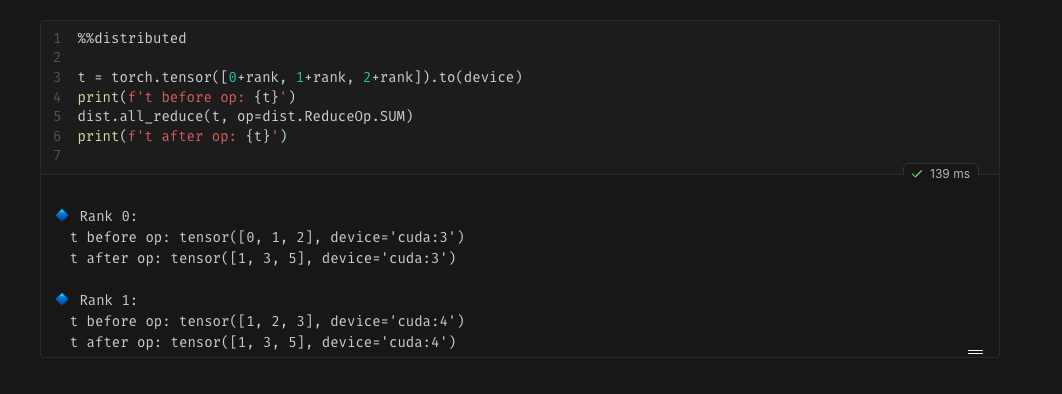 1 %%distributed
2
3 t = torch.tensor([0+rank, 1+rank, 2+rank]).to(device)
4 print(f't before op: {t}')
5 dist.all_reduce(t, op=dist.ReduceOp.SUM)
6 print(f't after op: {t}')
7
139 ms
Rank 0:
t before op: tensor([0, 1, 2], device='cuda:3')
t after op: tensor([1, 3, 5], device='cuda:3')
Rank 1:
t before op: tensor([1, 2, 3], device='cuda:4')
t after op: tensor([1, 3, 5], device='cuda:4')